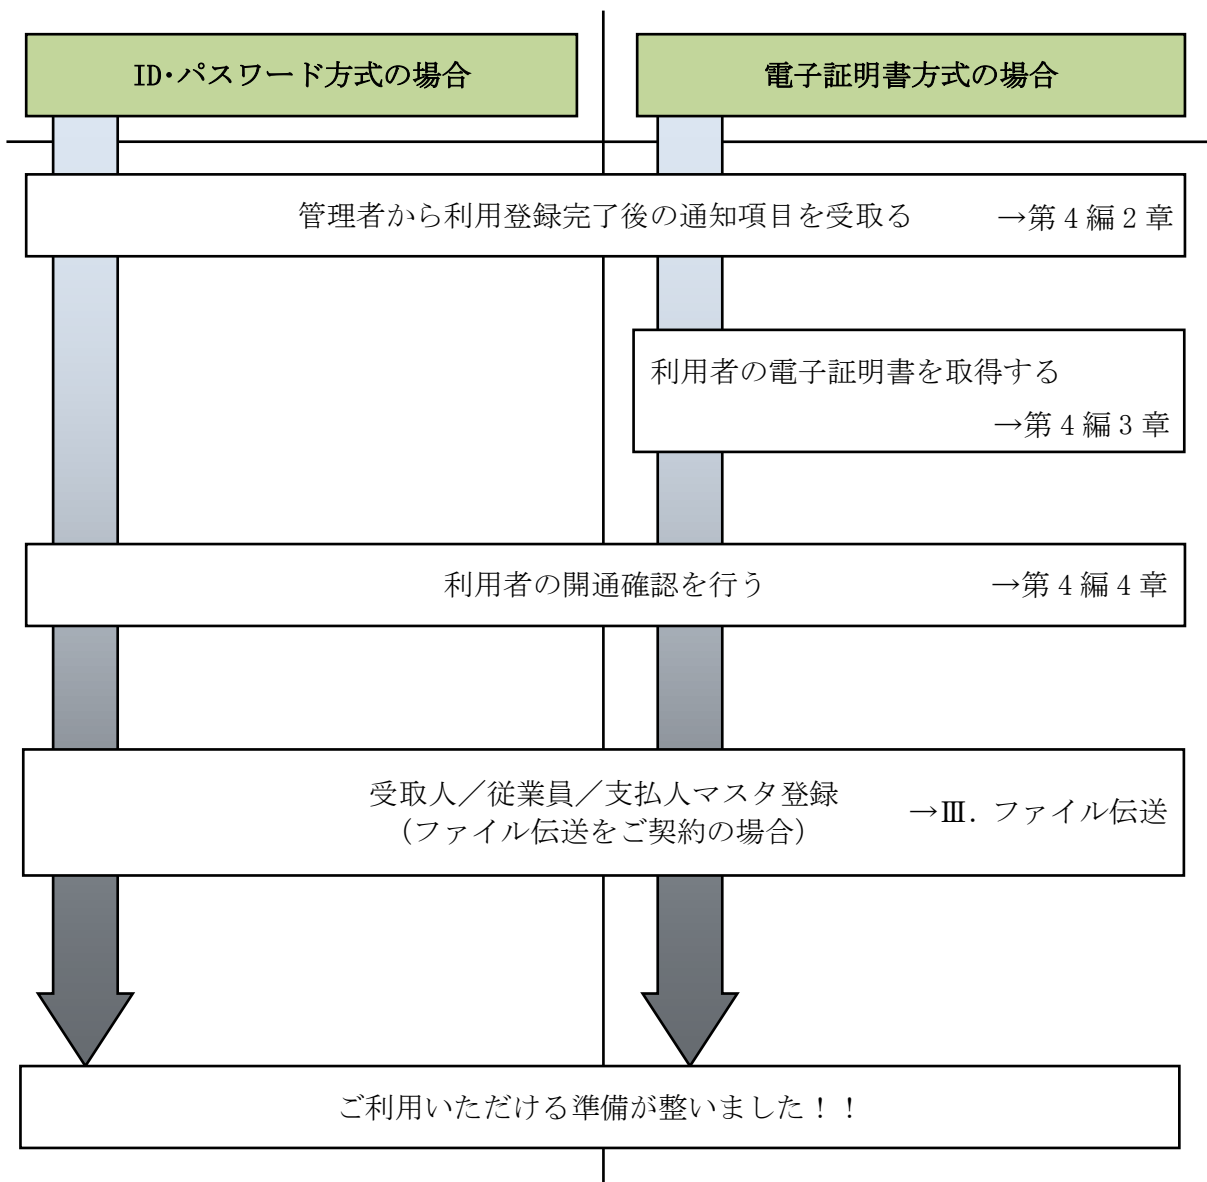 ID・パスワード方式の場合
電子証明書方式の場合
管理者から利用登録完了後の通知項目を受取る →第４編２章
利用者の電子証明書を取得する
→第４編３章
利用者の開通確認を行う →第４編４章
受取人／従業員／支払人マスタ登録
（ファイル伝送をご契約の場合）
→Ⅲ. ファイル伝送
ご利用いただける準備が整いました！！